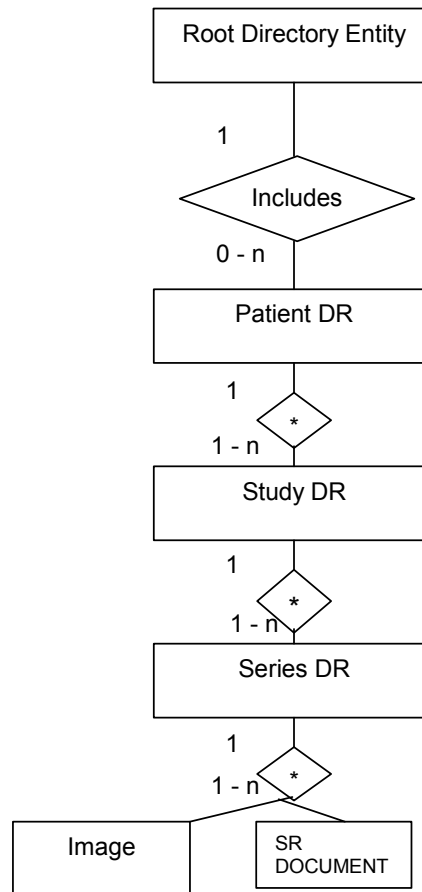 Root Directory Entity
1
Includes
0 - n
Patient DR
1
*
1 - n
Study DR
1
*
1 - n
Series DR
1
*
1 - n
Image
SR
DOCUMENT